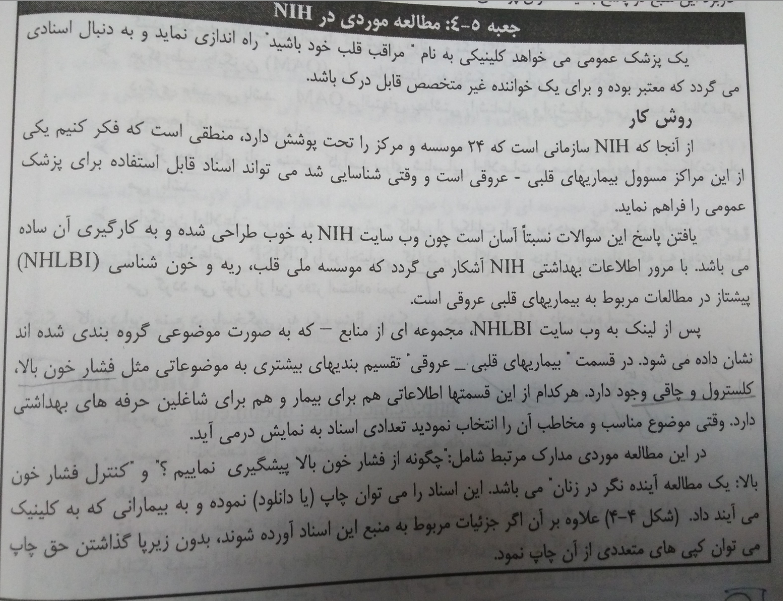 جعبه ۵-۴: مطالعه موردی در NIH
یک پزشک عمومی می خواهد کلینیکی به نام " مراقب قلب خود باشید" راه اندازی نماید و به دنبال اسنادی
می گردد که معتبر بوده و برای یک خواننده غیر متخصص قابل درک باشد.
روش کار
از آنجا که NIH سازمانی است که ۲۴ موسسه و مرکز را تحت پوشش دارد، منطقی است که فکر کنیم یکی
از این مراکز مسوول بیماریهای قلبی - عروقی است و وقتی شناسایی شد می تواند اسناد قابل استفاده برای پزشک
عمومی را فراهم نماید.
یافتن پاسخ این سوالات نسبتاً آسان است چون وب سایت NIH به خوب طراحی شده و به کارگیری آن ساده
می باشد. با مرور اطلاعات بهداشتی NIH آشکار می گردد که موسسه ملی قلب، ریه و خون شناسی (NHLBI)
پیشتاز در مطالعات مربوط به بیماریهای قلبی عروقی است.
پس از لینک به وب سایت NHLBI، مجموعه ای از منابع – که به صورت موضوعی گروه بندی شده اند
نشان داده می شود. در قسمت " بیماریهای قلبی _ عروقی" تقسیم بندیهای بیشتری به موضوعاتی مثل فشار خون بالا،
کلسترول و چاقی وجود دارد. هرکدام از این قسمتها اطلاعاتی هم برای بیمار و هم برای شاغلین حرفه های بهداشتی
دارد. وقتی موضوع مناسب و مخاطب آن را انتخاب نمودید تعدادی اسناد به نمایش درمی آید.
در این مطالعه موردی مدارک مرتبط شامل:"چگونه از فشار خون بالا پیشگیری نماییم ؟" و "کنترل فشار خون
بالا: یک مطالعه آینده نگر در زنان" می باشد. این اسناد را می توان چاپ (یا دانلود) نموده و به بیمارانی که به کلینیک
می آیند داد. (شکل ۴-۴) علاوه بر آن اگر جزئیات مربوط به منبع این اسناد آورده شوند، بدون زیرپا گذاشتن حق چاپ
می توان کپی های متعددی از آن چاپ نمود.